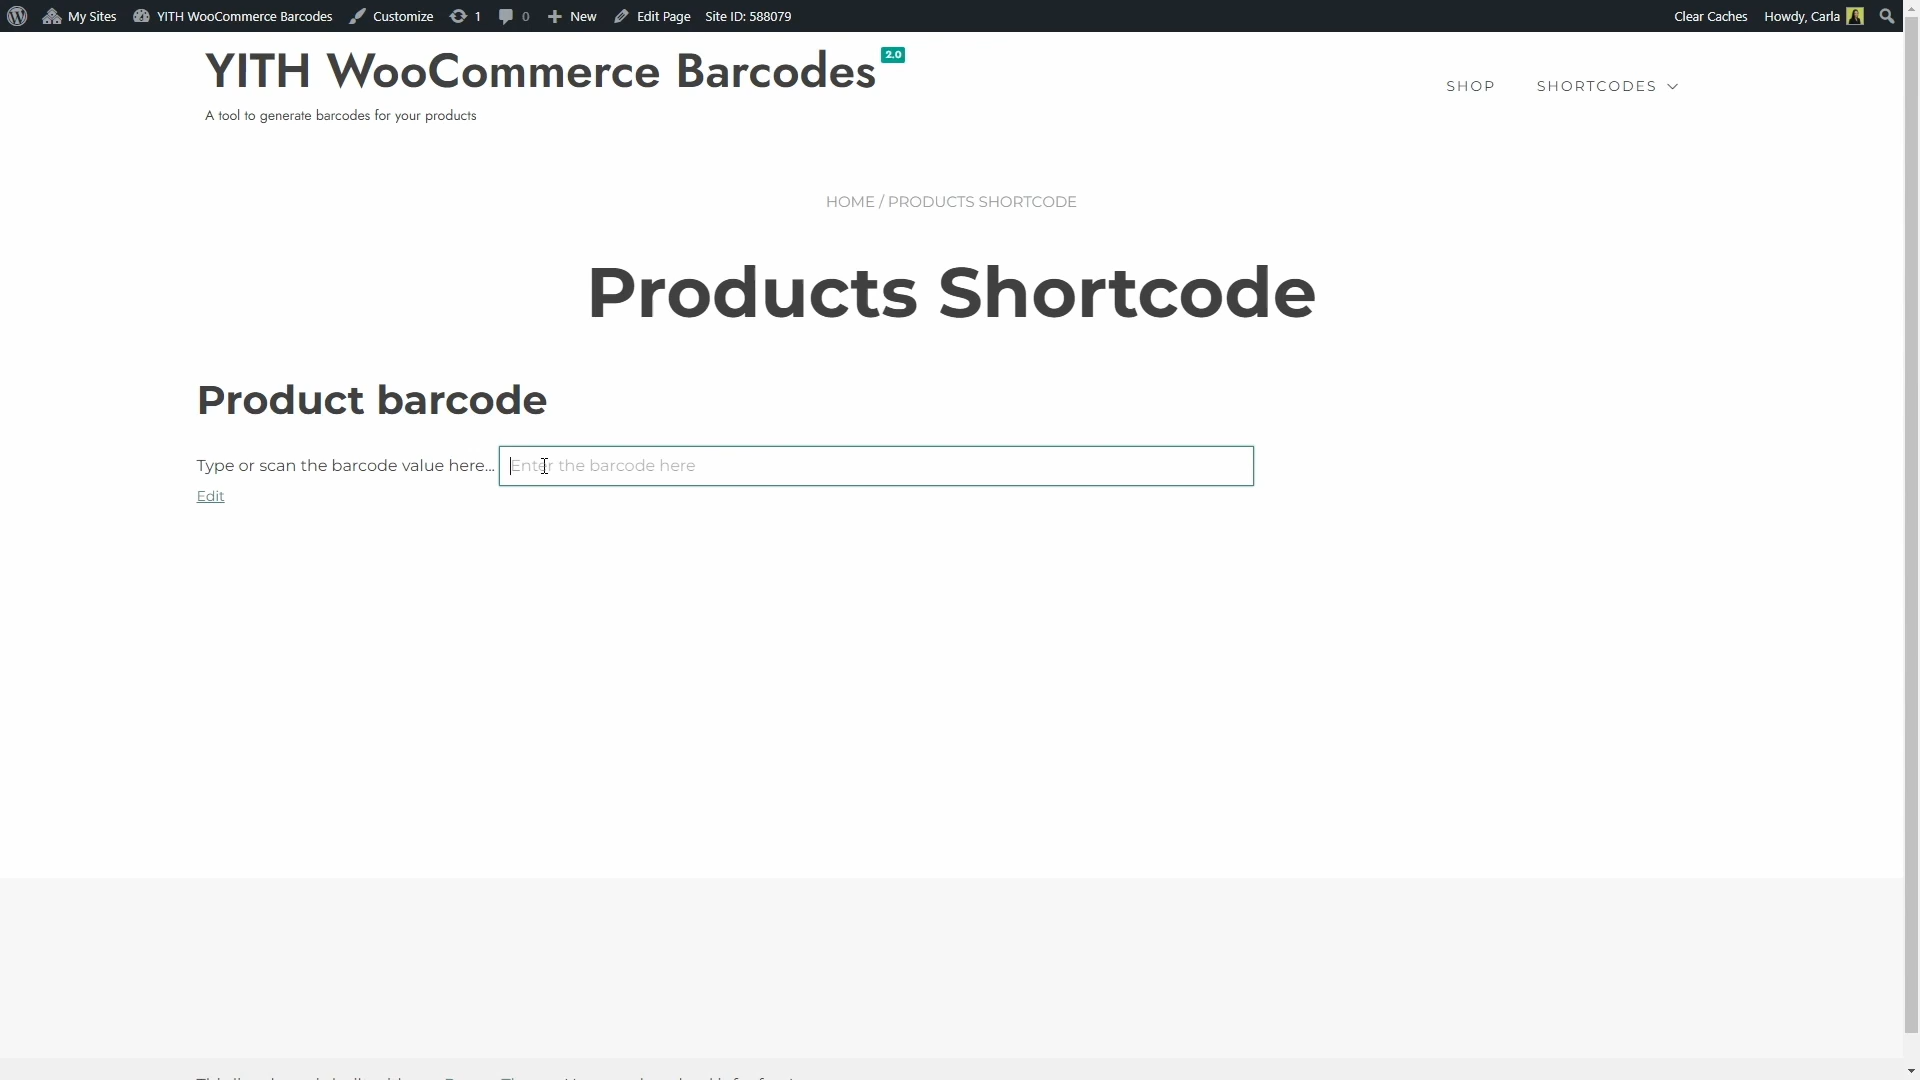 My Sites YITH WooCommerce Barcodes Customize 1 0 New Edit Page Site ID: 588079 Clear Caches Howdy, Carla
YITH WooCommerce Barcodes 2.0
A tool to generate barcodes for your products
SHOP SHORTCODES
HOME / PRODUCTS SHORTCODE
Products Shortcode
Product barcode
Type or scan the barcode value here... Enter the barcode here
Edit